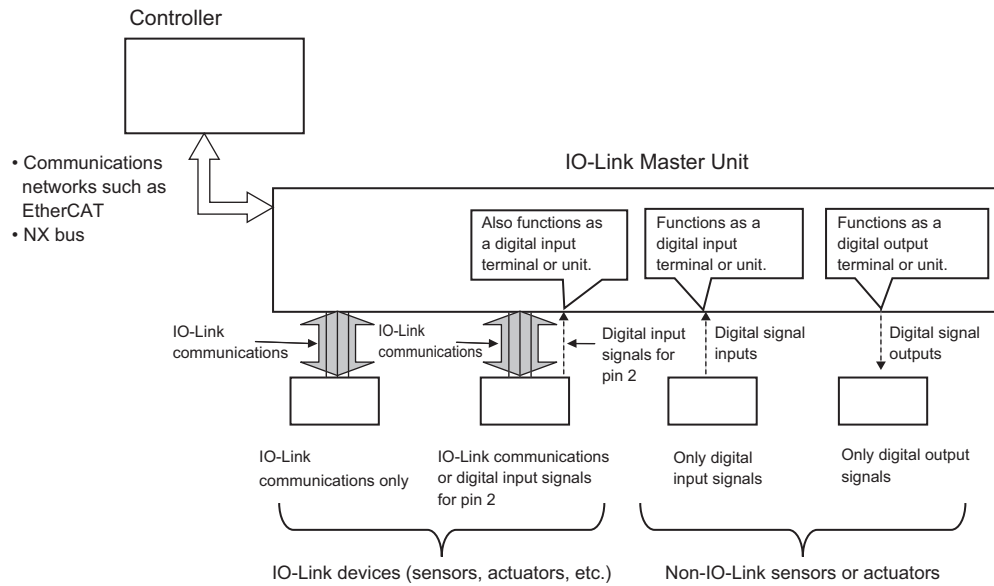 Controller
• Communications
networks such as
EtherCAT
• NX bus
IO-Link Master Unit
Also functions as
a digital input
terminal or unit.
Functions as a
digital input
terminal or unit.
Functions as a
digital output
terminal or unit.
IO-Link
communications
IO-Link
communications
Digital input
signals for
pin 2
Digital signal
inputs
Digital signal
outputs
IO-Link
communications only
IO-Link communications
or digital input signals
for pin 2
Only digital
input signals
Only digital output
signals
IO-Link devices (sensors, actuators, etc.)
Non-IO-Link sensors or actuators